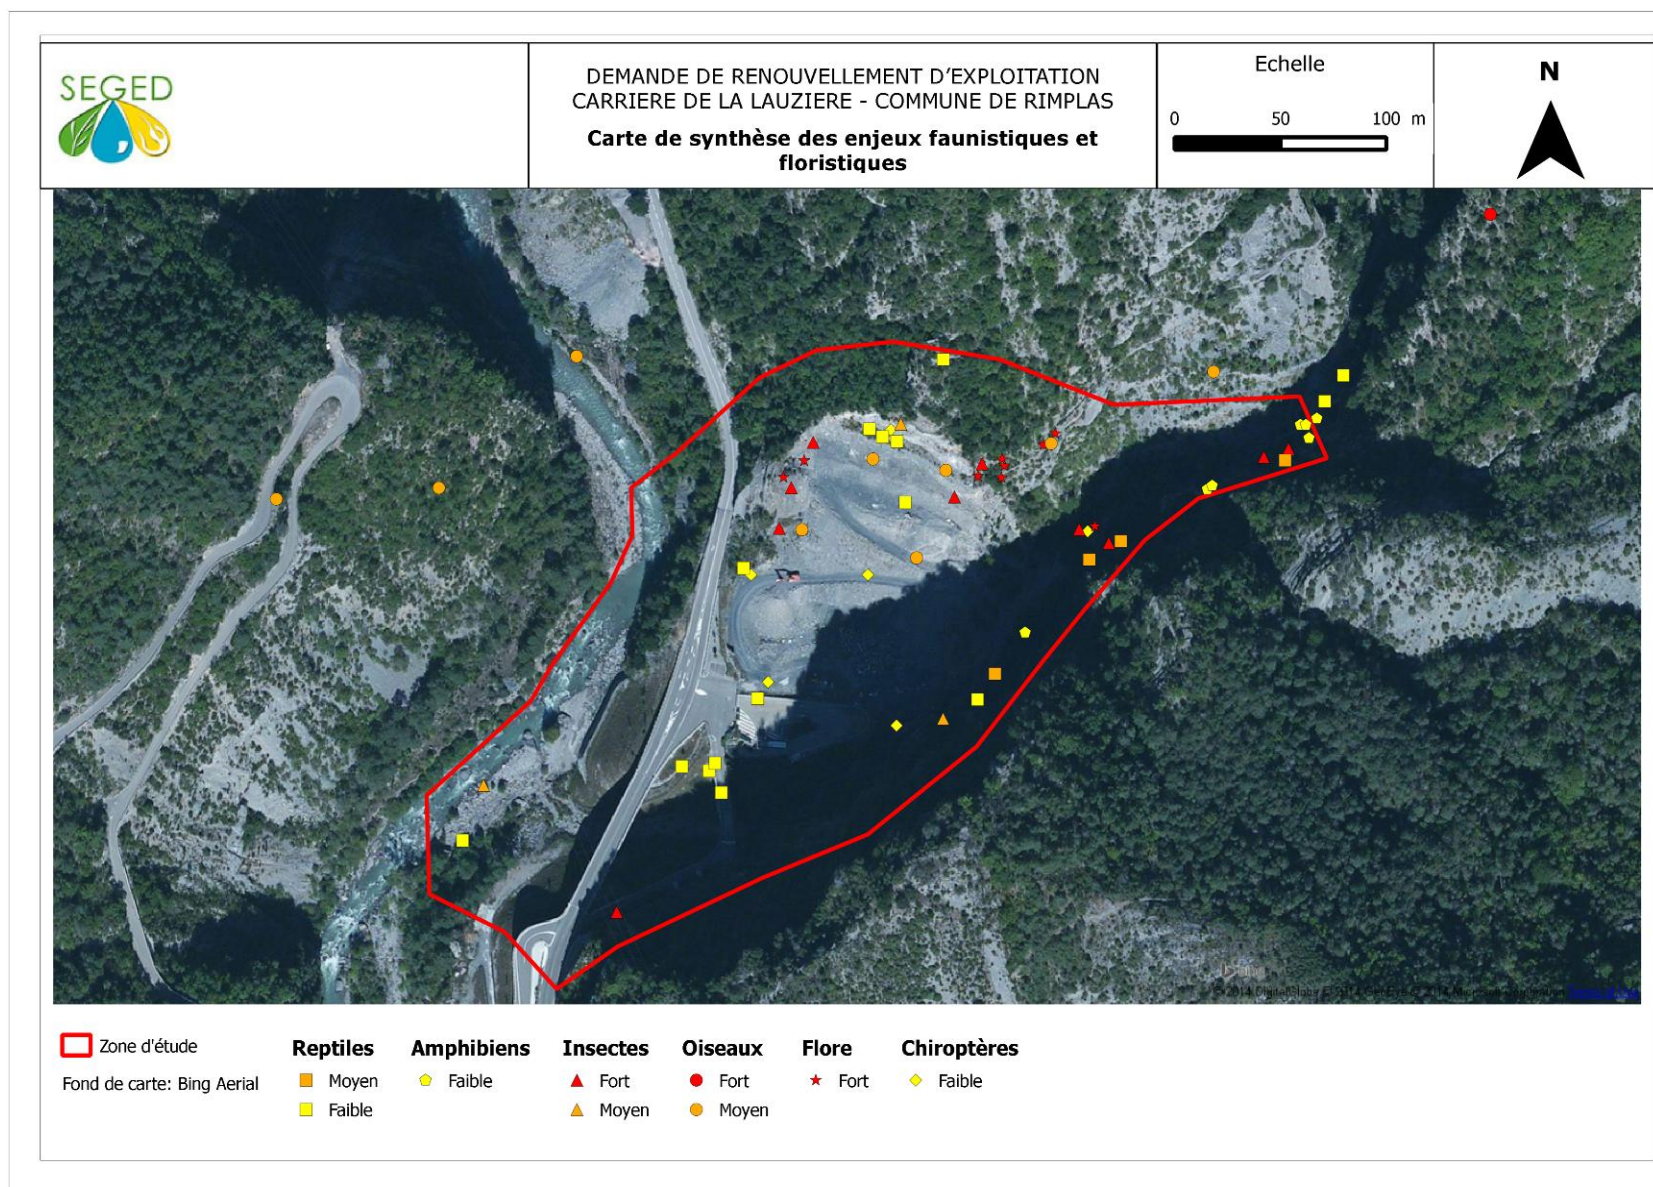 SEGED
DEMANDE DE RENOUVELLEMENT D'EXPLOITATION
CARRIERE DE LA LAUZIERE - COMMUNE DE RIMPLAS
Carte de synthèse des enjeux faunistiques et
floristiques
Echelle
0 50 100 m
N
Zone d'étude
Fond de carte: Bing Aerial
Reptiles
Moyen
Faible
Amphibiens
Faible
Insectes
Fort
Moyen
Oiseaux
Fort
Moyen
Flore
Fort
Chiroptères
Faible